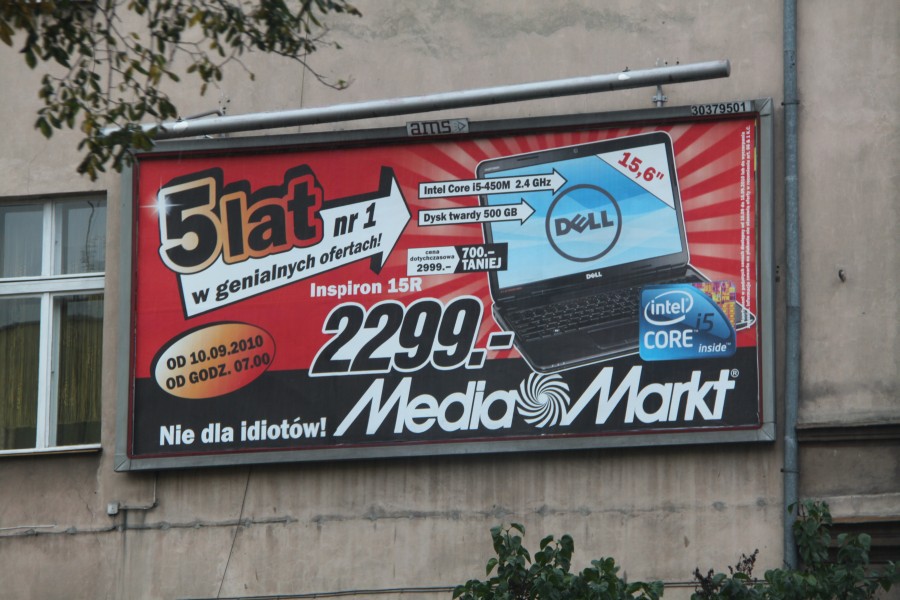 30379501
ams
5 lat nr 1
w genialnych ofertach!
Intel Core i5-450M 2.4 GHz
Dysk twardy 500 GB
15,6"
DELL
cena
dotychczasowa
2999.-
700.-
TANIEJ
DELL
Inspiron 15R
2299.-
intel
CORE i5
inside™
OD 10.09.2010
OD GODZ. 07.00
Nie dla idiotów!
Media Markt®